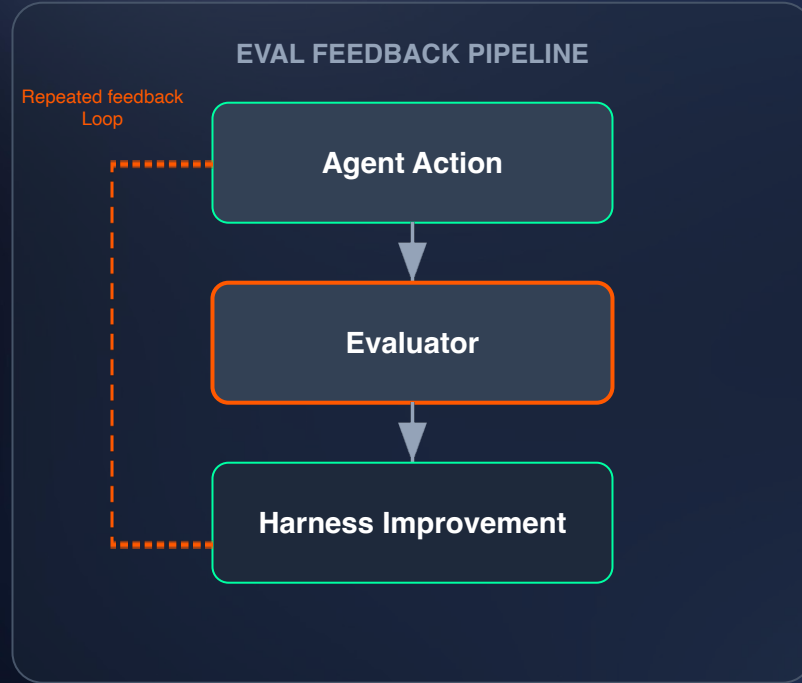 EVAL FEEDBACK PIPELINE
Repeated feedback
Loop
Agent Action
Evaluator
Harness Improvement